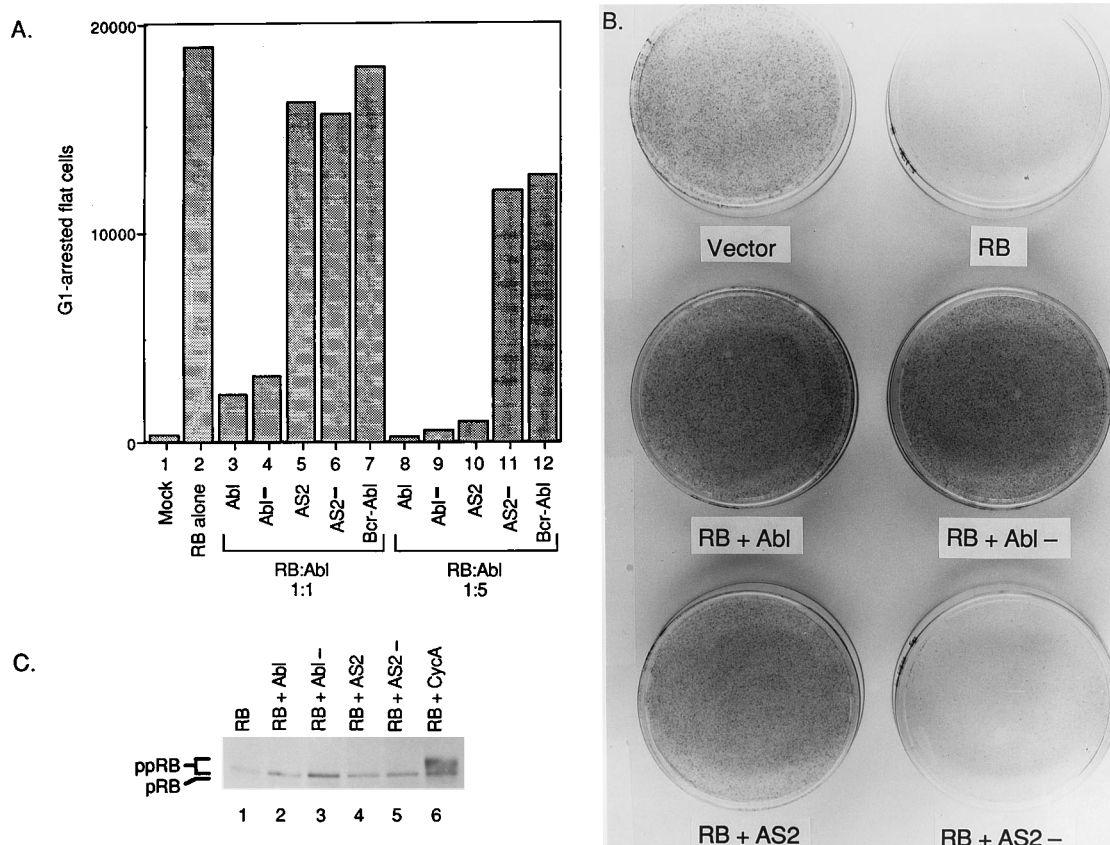 A.
20000
10000
0
G1-arrested flat cells
1 2 3 4 5 6 7 8 9 10 11 12
Mock
RB alone
Abl
Abl–
AS2
AS2–
Bcr-Abl
Abl
Abl–
AS2
AS2–
Bcr-Abl
RB:Abl
1:1
RB:Abl
1:5
B.
Vector
RB
RB + Abl
RB + Abl –
RB + AS2
RB + AS2 –
C.
RB
RB + Abl
RB + Abl –
RB + AS2
RB + AS2 –
RB + CycA
ppRB
pRB
1 2 3 4 5 6